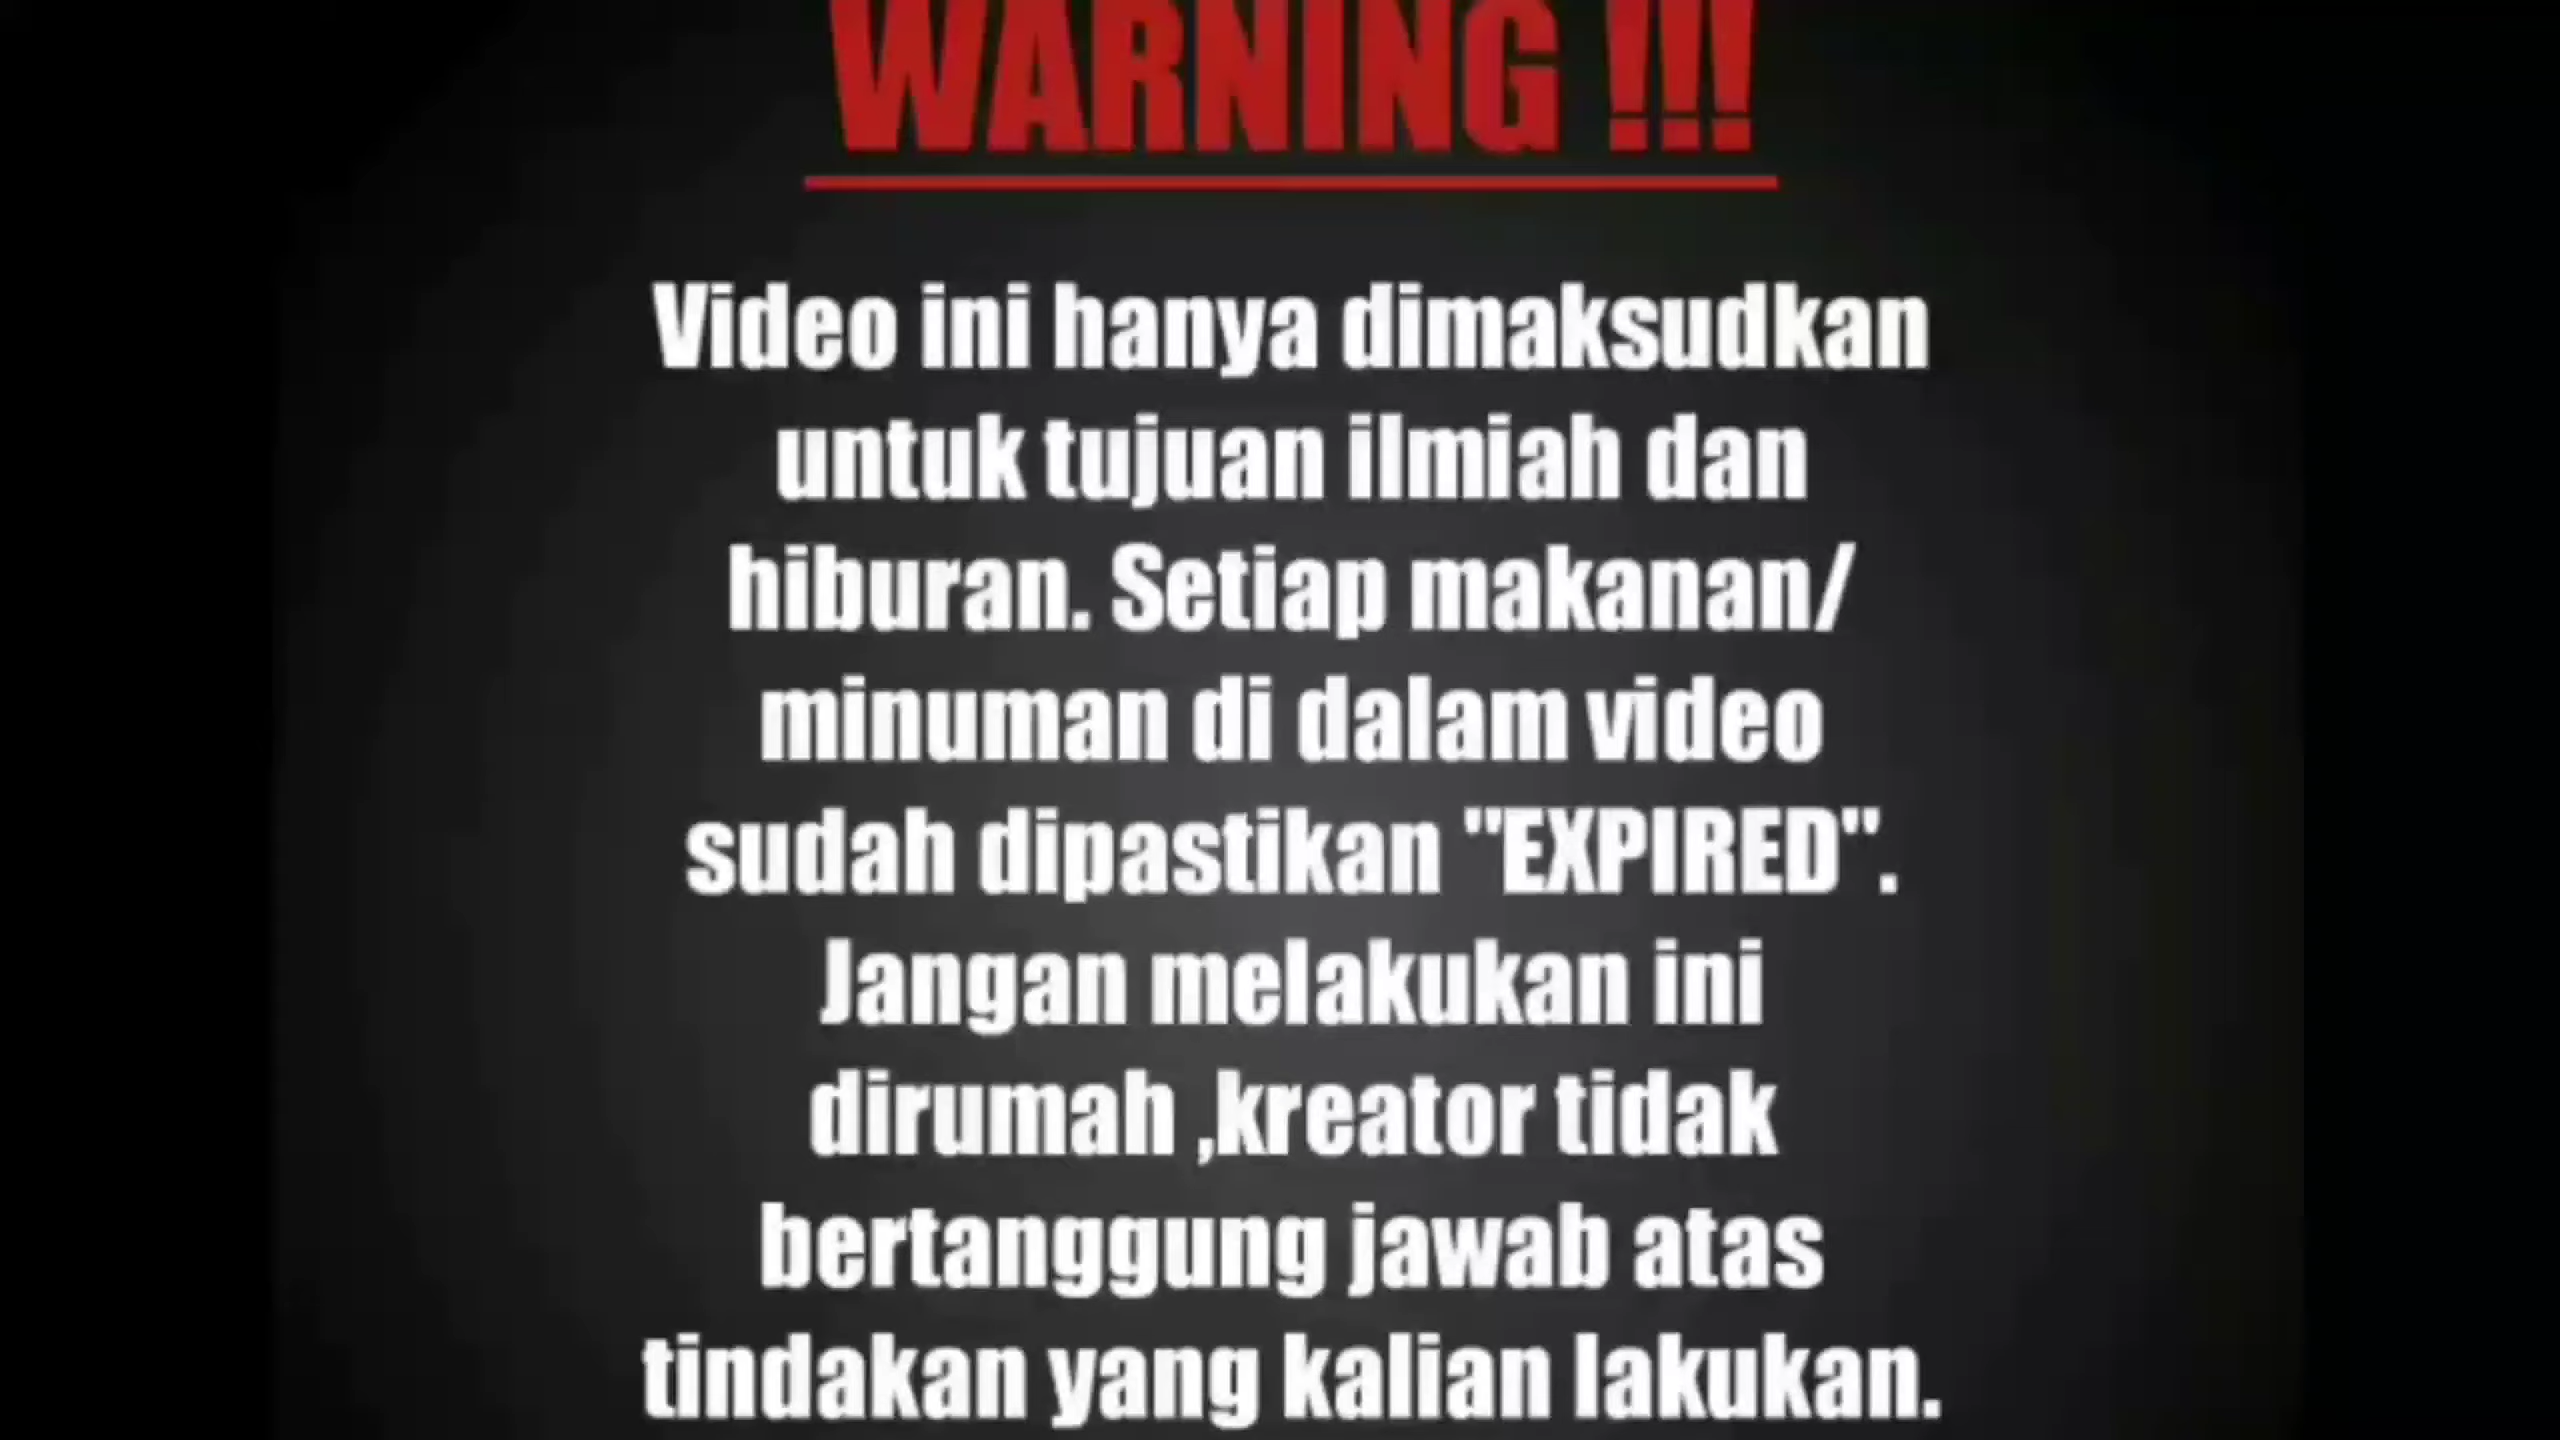 WARNING !!!
Video ini hanya dimaksudkan
untuk tujuan ilmiah dan
hiburan. Setiap makanan/
minuman di dalam video
sudah dipastikan "EXPIRED".
Jangan melakukan ini
dirumah ,kreator tidak
bertanggung jawab atas
tindakan yang kalian lakukan.